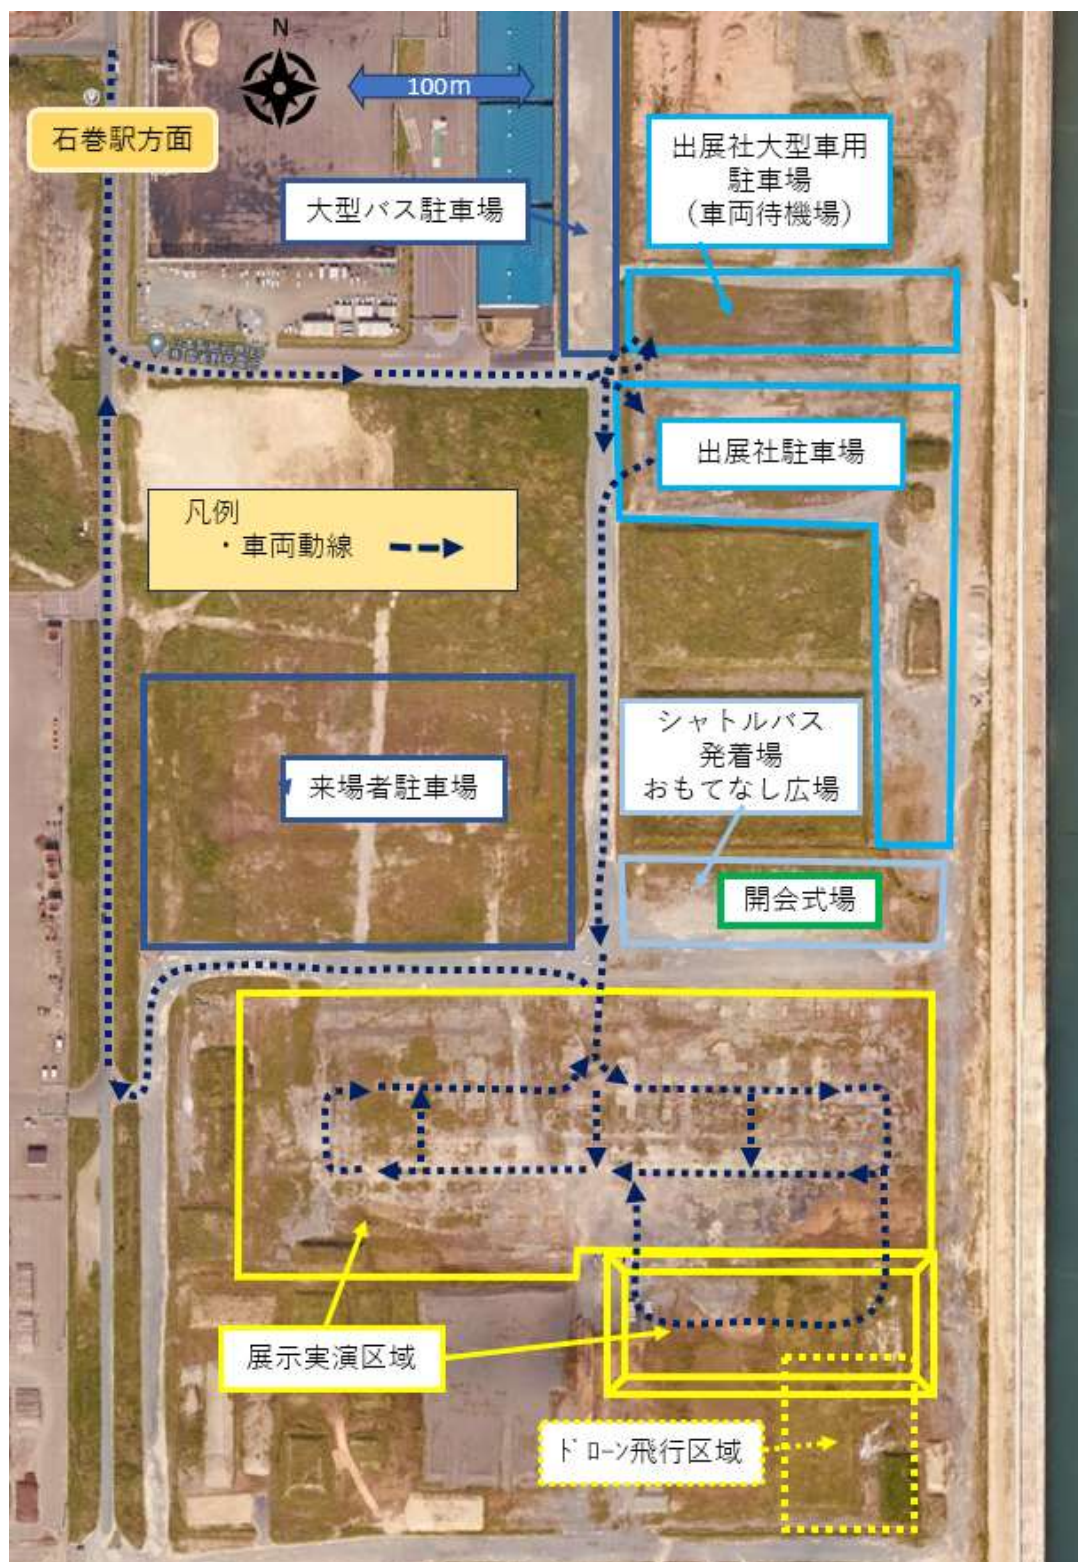 N
100m
石巻駅方面
出展社大型車用
駐車場
（車両待機場）
大型バス駐車場
出展社駐車場
凡例
・車両動線
シャトルバス
発着場
おもてなし広場
来場者駐車場
開会式場
展示実演区域
ﾄﾞﾛｰﾝ飛行区域